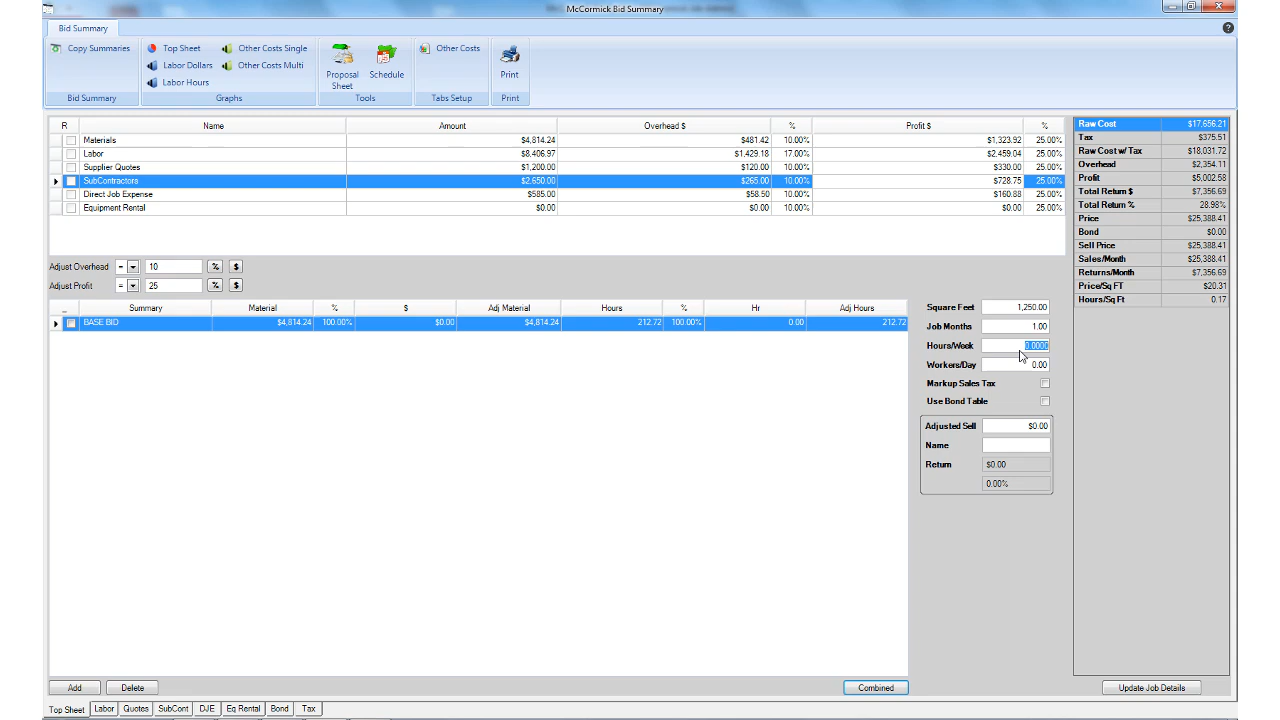 McCormick Bid Summary
Bid Summary
Copy Summaries
Bid Summary
Top Sheet
Labor Dollars
Labor Hours
Other Costs Single
Other Costs Multi
Graphs
Proposal
Sheet
Schedule
Tools
Other Costs
Tabs Setup
Print
Print
R Name Amount Overhead $ % Profit $ %
Materials $4,814.24 $481.42 10.00% $1,323.92 25.00%
Labor $8,406.97 $1,429.18 17.00% $2,459.04 25.00%
Supplier Quotes $1,200.00 $120.00 10.00% $330.00 25.00%
SubContractors $2,650.00 $265.00 10.00% $728.75 25.00%
Direct Job Expense $585.00 $58.50 10.00% $160.88 25.00%
Equipment Rental $0.00 $0.00 10.00% $0.00 25.00%
Adjust Overhead = 10 % $
Adjust Profit = 25 % $
Summary Material % $ Adj Material Hours % Hr Adj Hours
BASE BID $4,814.24 100.00% $0.00 $4,814.24 212.72 100.00% 0.00 212.72
Square Feet 1,250.00
Job Months 1.00
Hours/Week 0.0000
Workers/Day 0.00
Markup Sales Tax
Use Bond Table
Adjusted Sell $0.00
Name
Return $0.00
0.00%
Raw Cost $17,656.21
Tax $375.51
Raw Cost w/ Tax $18,031.72
Overhead $2,354.11
Profit $5,002.58
Total Return $ $7,356.69
Total Return % 28.98%
Price $25,388.41
Bond $0.00
Sell Price $25,388.41
Sales/Month $25,388.41
Returns/Month $7,356.69
Price/Sq FT $20.31
Hours/Sq Ft 0.17
Add Delete Combined Update Job Details
Top Sheet Labor Quotes SubCont DJE Eq Rental Bond Tax